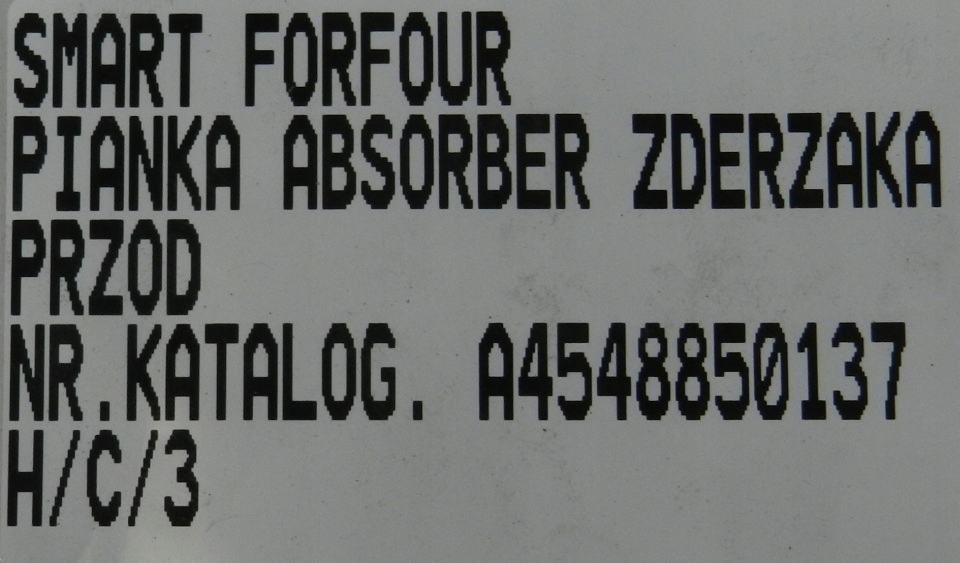 SMART FORFOUR
PIANKA ABSORBER ZDERZAKA
PRZOD
NR.KATALOG. A4548850137
H/C/3